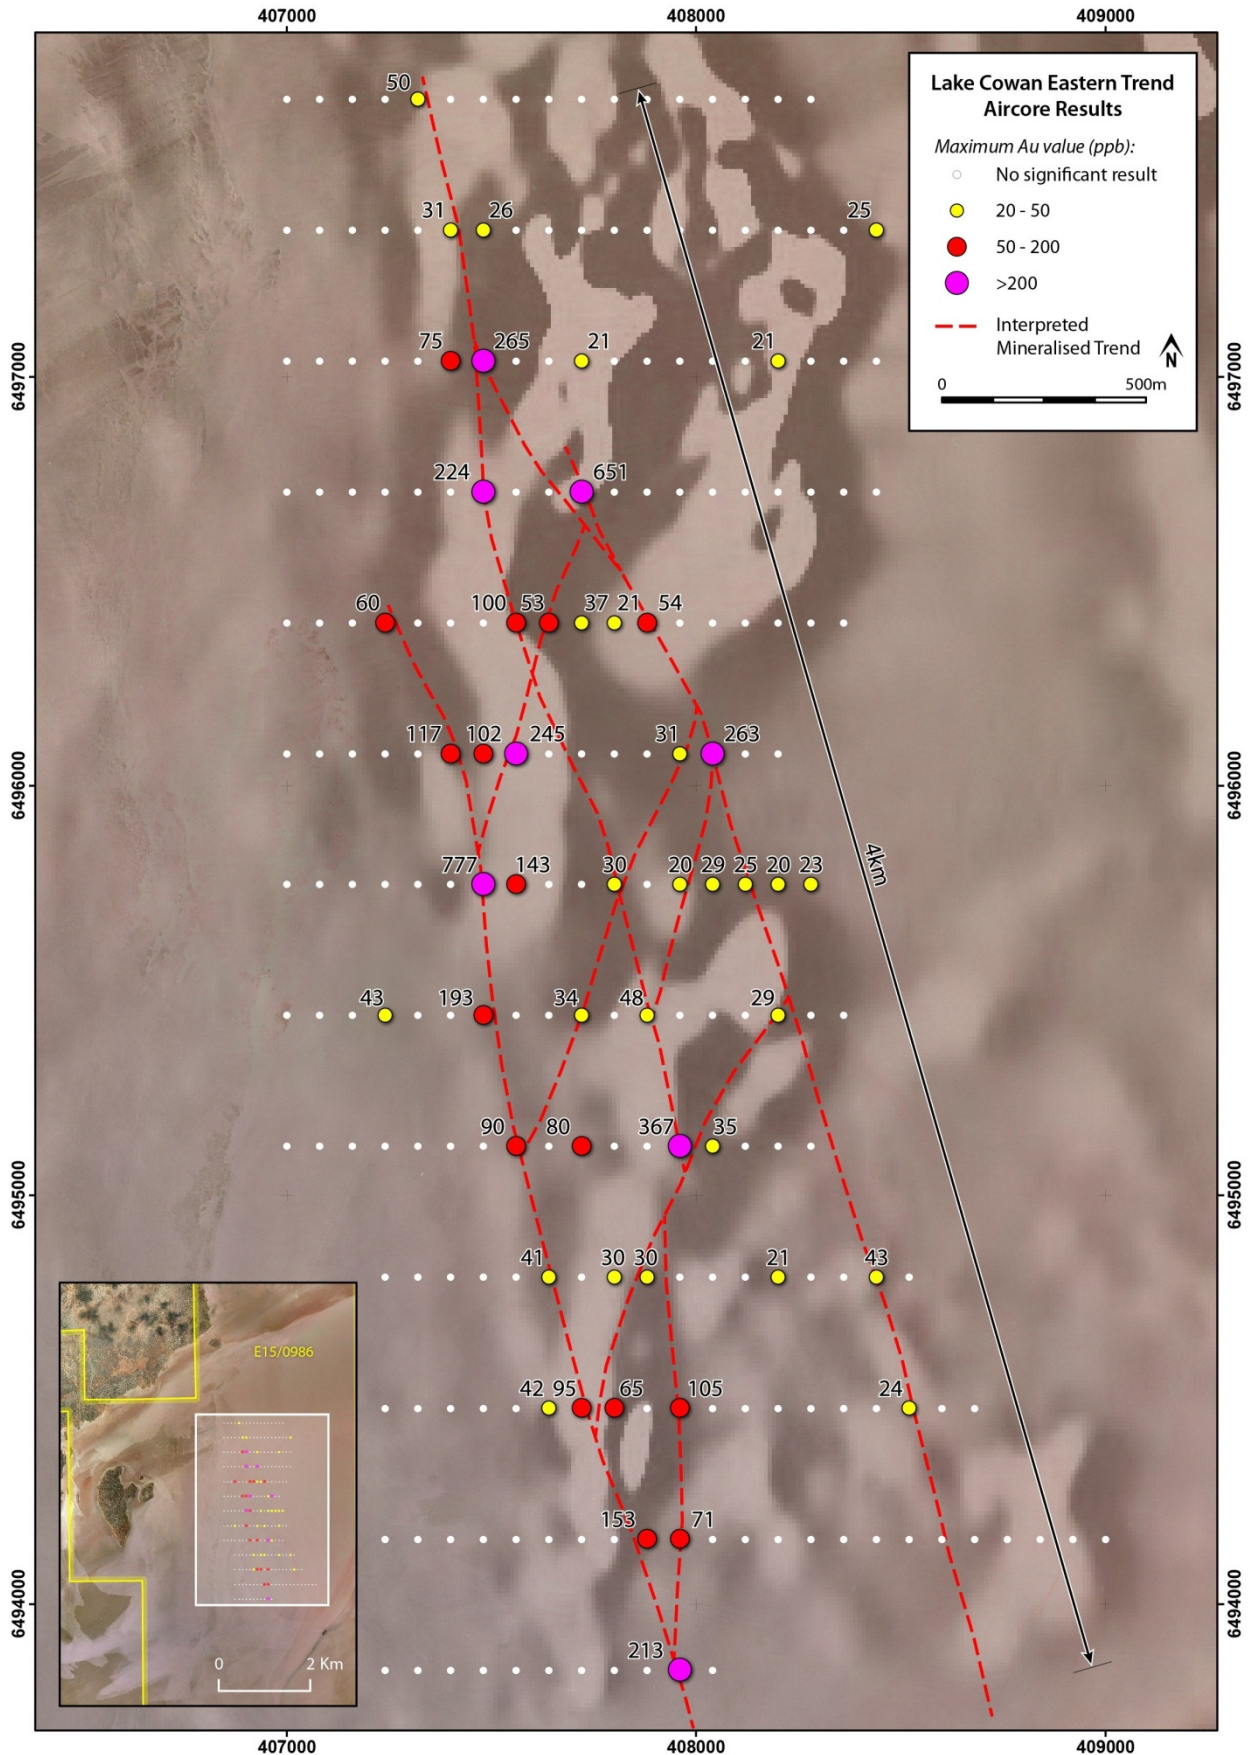 407000 408000 409000
Lake Cowan Eastern Trend
Aircore Results
Maximum Au value (ppb):
No significant result
20 - 50
50 - 200
>200
Interpreted
Mineralised Trend
N
0 500m
50
31 26 25
6497000 6497000
75 265 21 21
224 651
60 100 53 37 21 54
117 102 245 31 263
6496000 6496000
777 143 30 20 29 25 20 23
4km
43 193 34 48 29
90 80 367 35
6495000 6495000
41 30 30 21 43
E15/0986
42 95 65 105 24
153 71
6494000 6494000
213
0 2 Km
407000 408000 409000